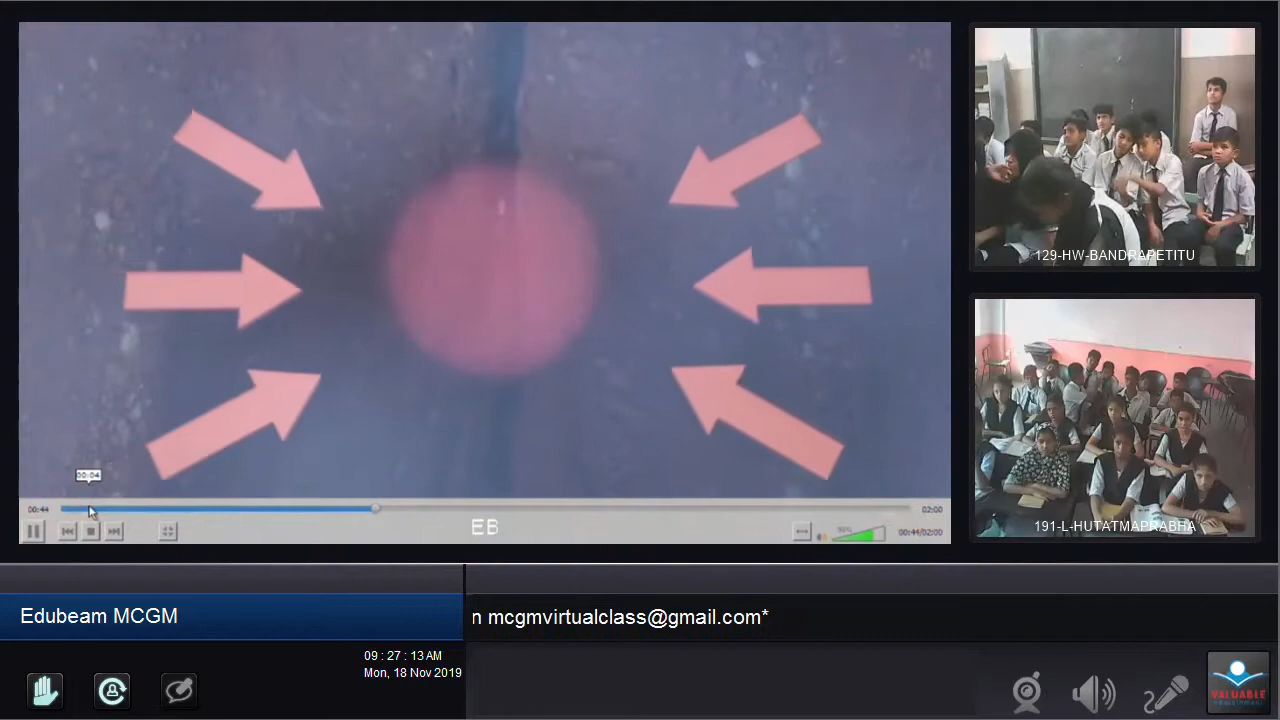 129-HW-BANDRAPETITU
191-L-HUTATMAPRABHA
00:04
00:44
02:00
EB
00:44/02:00
Edubeam MCGM
n mcgmvirtualclass@gmail.com*
09 : 27 : 13 AM
Mon, 18 Nov 2019
VALUABLE